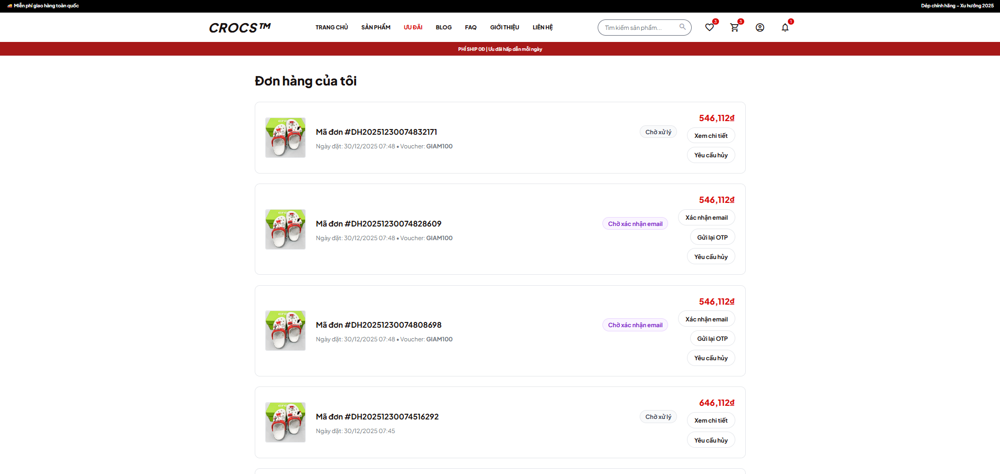 🚚 Miễn phí giao hàng toàn quốc
Dép chính hãng – Xu hướng 2025
CROCS™
TRANG CHỦ
SẢN PHẨM
ƯU ĐÃI
BLOG
FAQ
GIỚI THIỆU
LIÊN HỆ
Tìm kiếm sản phẩm...
3
3
1
PHÍ SHIP 0Đ | Ưu đãi hấp dẫn mỗi ngày
Đơn hàng của tôi
Mã đơn #DH20251230074832171
Ngày đặt: 30/12/2025 07:48 • Voucher: GIAM100
Chờ xử lý
546,112₫
Xem chi tiết
Yêu cầu hủy
Mã đơn #DH20251230074828609
Ngày đặt: 30/12/2025 07:48 • Voucher: GIAM100
Chờ xác nhận email
546,112₫
Xác nhận email
Gửi lại OTP
Yêu cầu hủy
Mã đơn #DH20251230074808698
Ngày đặt: 30/12/2025 07:48 • Voucher: GIAM100
Chờ xác nhận email
546,112₫
Xác nhận email
Gửi lại OTP
Yêu cầu hủy
Mã đơn #DH20251230074516292
Ngày đặt: 30/12/2025 07:45
Chờ xử lý
646,112₫
Xem chi tiết
Yêu cầu hủy